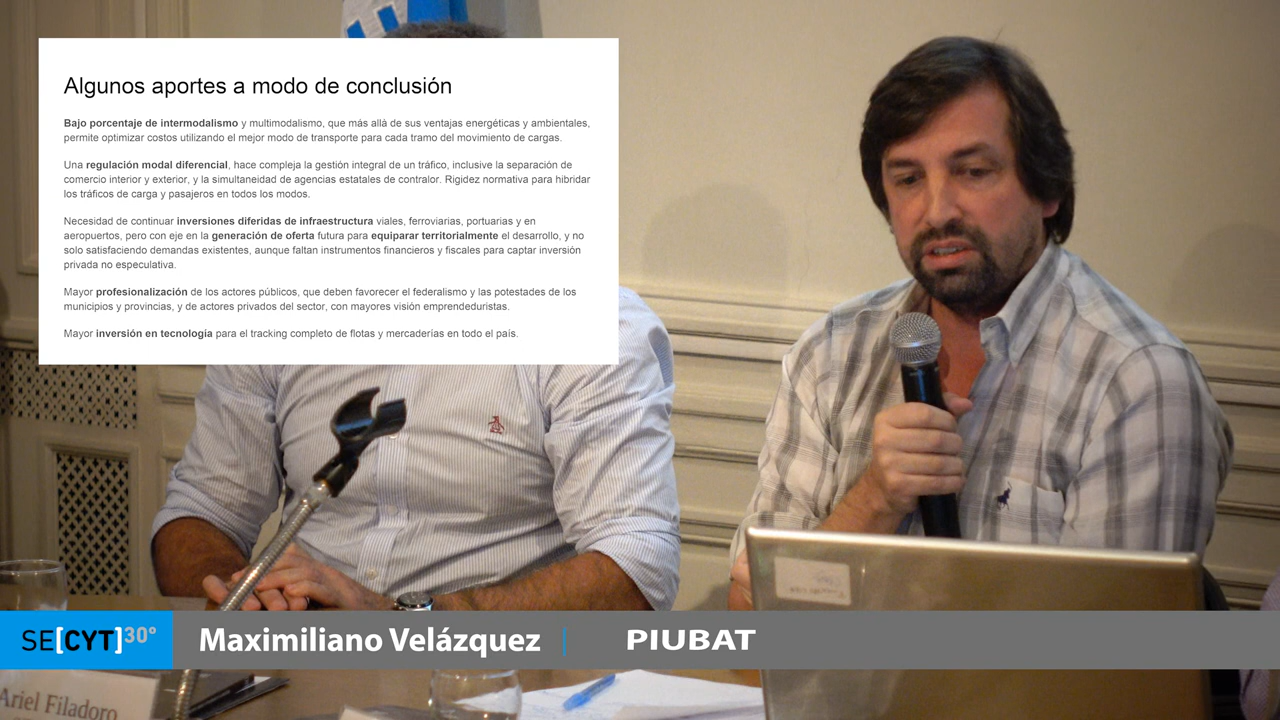 Algunos aportes a modo de conclusión
Bajo porcentaje de intermodalismo y multimodalismo, que más allá de sus ventajas energéticas y ambientales,
permite optimizar costos utilizando el mejor modo de transporte para cada tramo del movimiento de cargas.
Una regulación modal diferencial, hace compleja la gestión integral de un tráfico, inclusive la separación de
comercio interior y exterior, y la simultaneidad de agencias estatales de contralor. Rigidez normativa para hibridar
los tráficos de carga y pasajeros en todos los modos.
Necesidad de continuar inversiones diferidas de infraestructura viales, ferroviarias, portuarias y en
aeropuertos, pero con eje en la generación de oferta futura para equiparar territorialmente el desarrollo, y no
solo satisfaciendo demandas existentes, aunque faltan instrumentos financieros y fiscales para captar inversión
privada no especulativa.
Mayor profesionalización de los actores públicos, que deben favorecer el federalismo y las potestades de los
municipios y provincias, y de actores privados del sector, con mayores visión emprendeduristas.
Mayor inversión en tecnología para el tracking completo de flotas y mercaderías en todo el país.
SE[CYT]30º
Maximiliano Velázquez | PIUBAT
Ariel Filadoro